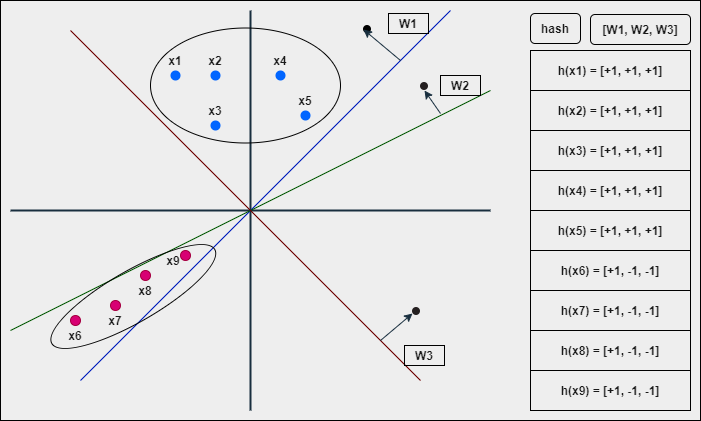 W1
hash
[W1, W2, W3]
x1
x2
x4
h(x1) = [+1, +1, +1]
W2
h(x2) = [+1, +1, +1]
x5
x3
h(x3) = [+1, +1, +1]
h(x4) = [+1, +1, +1]
h(x5) = [+1, +1, +1]
x9
h(x6) = [+1, -1, -1]
x8
h(x7) = [+1, -1, -1]
x7
x6
h(x8) = [+1, -1, -1]
W3
h(x9) = [+1, -1, -1]